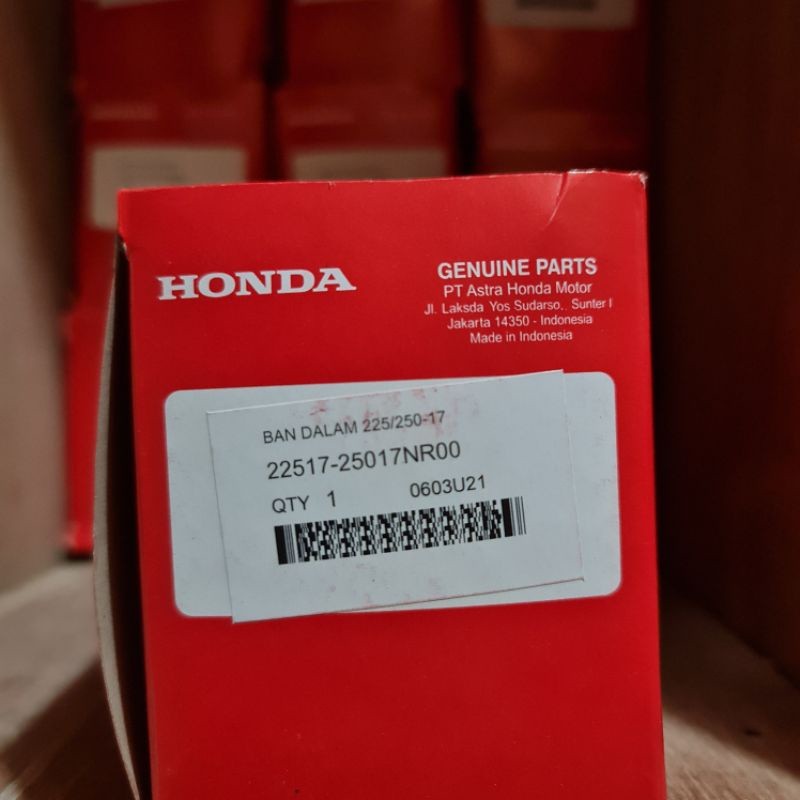 HONDA
GENUINE PARTS
PT Astra Honda Motor
Jl. Laksda Yos Sudarso,. Sunter I
Jakarta 14350 - Indonesia
Made in Indonesia
BAN DALAM 225/250-17
22517-25017NR00
QTY 1 0603U21